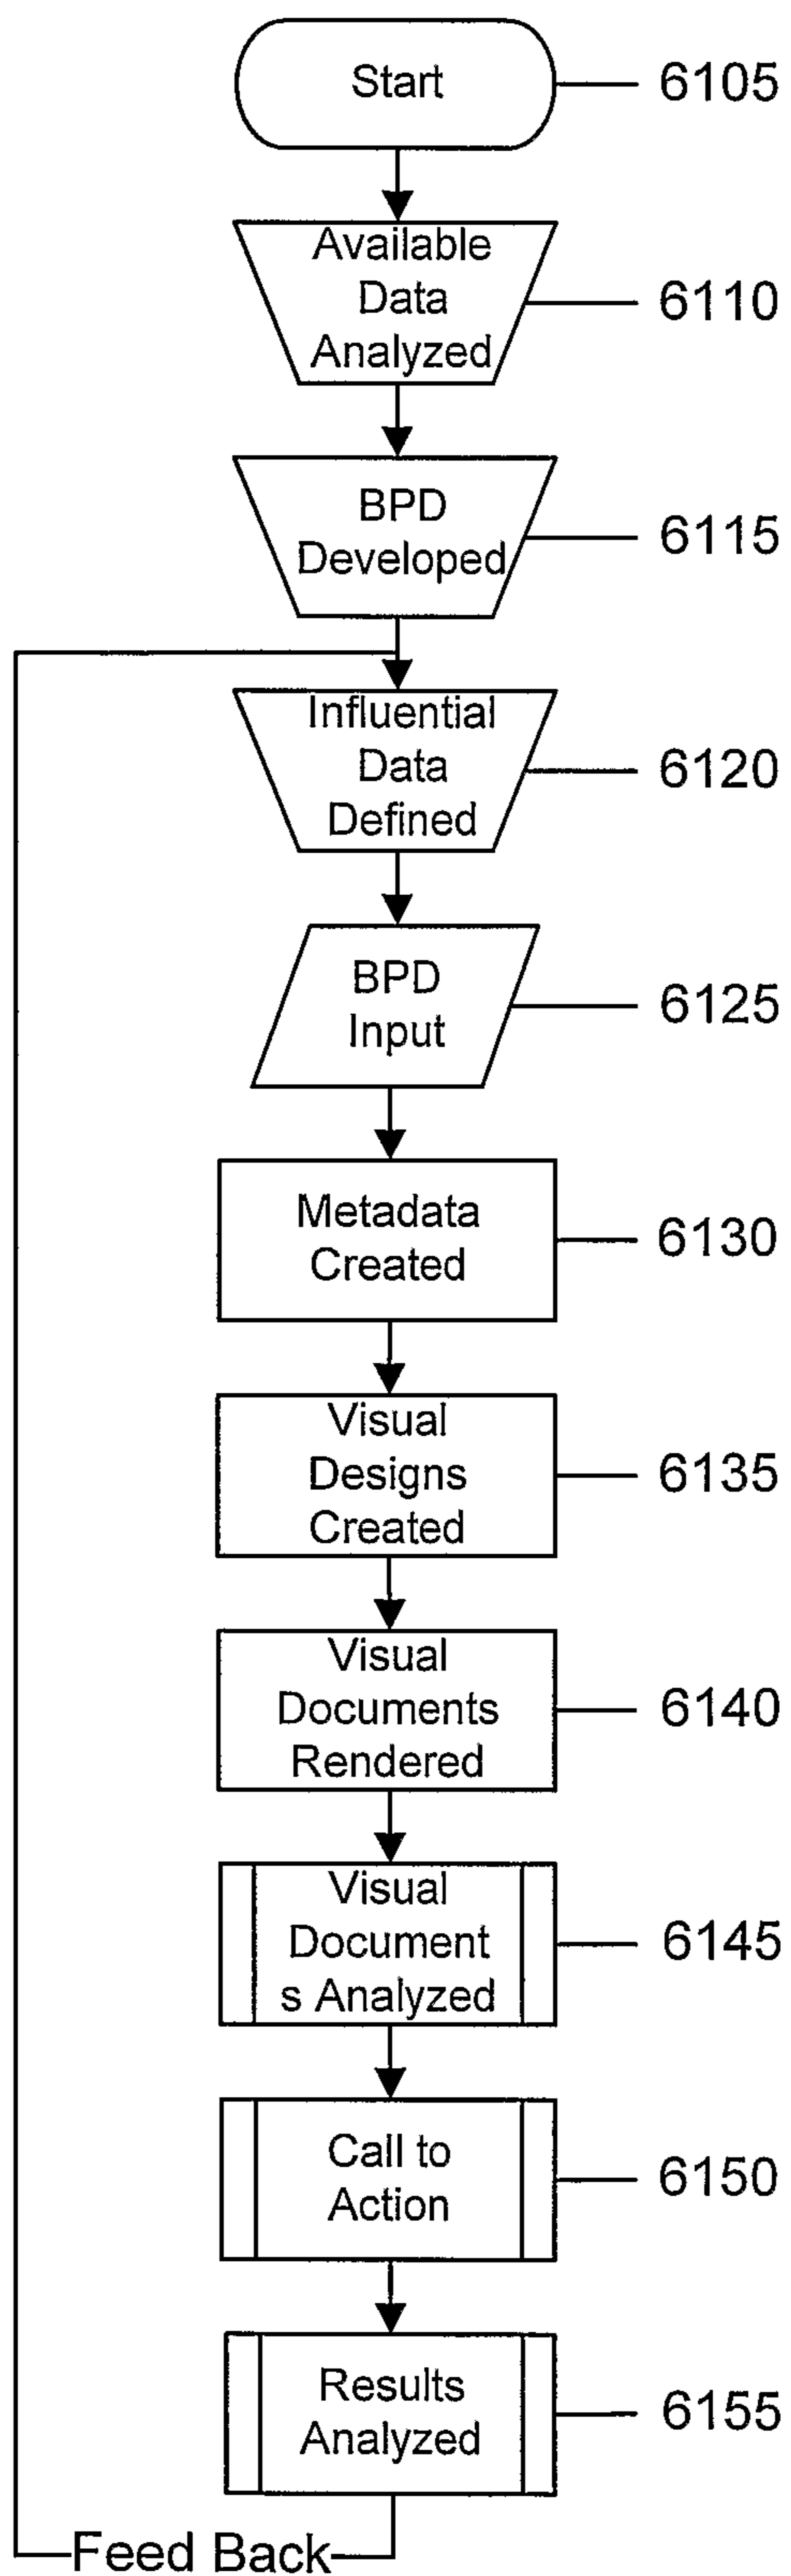 Start
6105
Available
Data
Analyzed
6110
BPD
Developed
6115
Influential
Data
Defined
6120
BPD
Input
6125
Metadata
Created
6130
Visual
Designs
Created
6135
Visual
Documents
Rendered
6140
Visual
Document
s Analyzed
6145
Call to
Action
6150
Results
Analyzed
6155
Feed Back